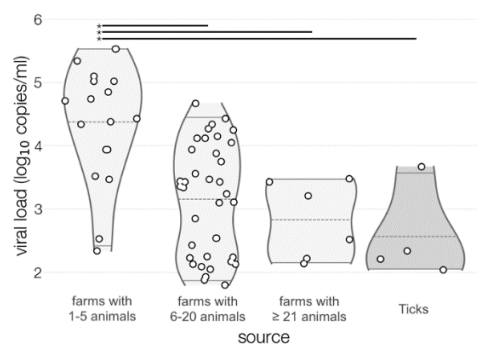 6
*
*
*
5
4
3
2
viral load (log₁₀ copies/ml)
farms with
1-5 animals
farms with
6-20 animals
farms with
≥ 21 animals
Ticks
source